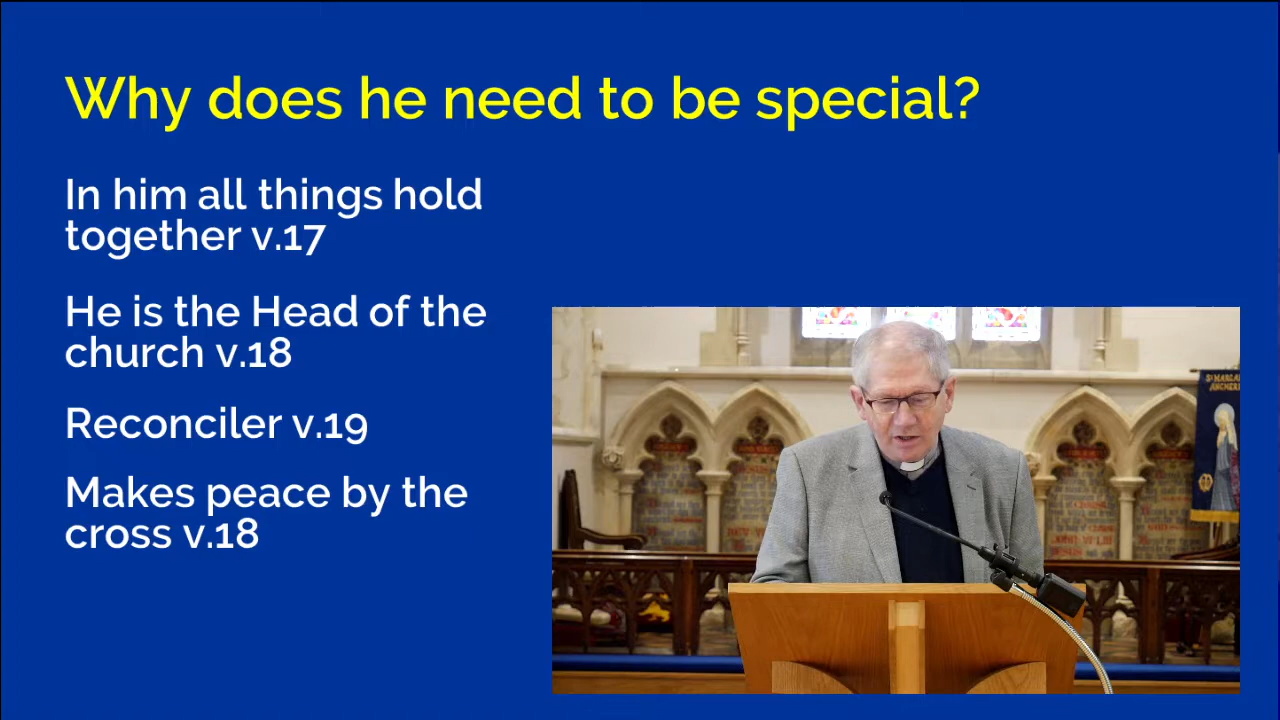 Why does he need to be special?
In him all things hold
together v.17
He is the Head of the
church v.18
Reconciler v.19
Makes peace by the
cross v.18